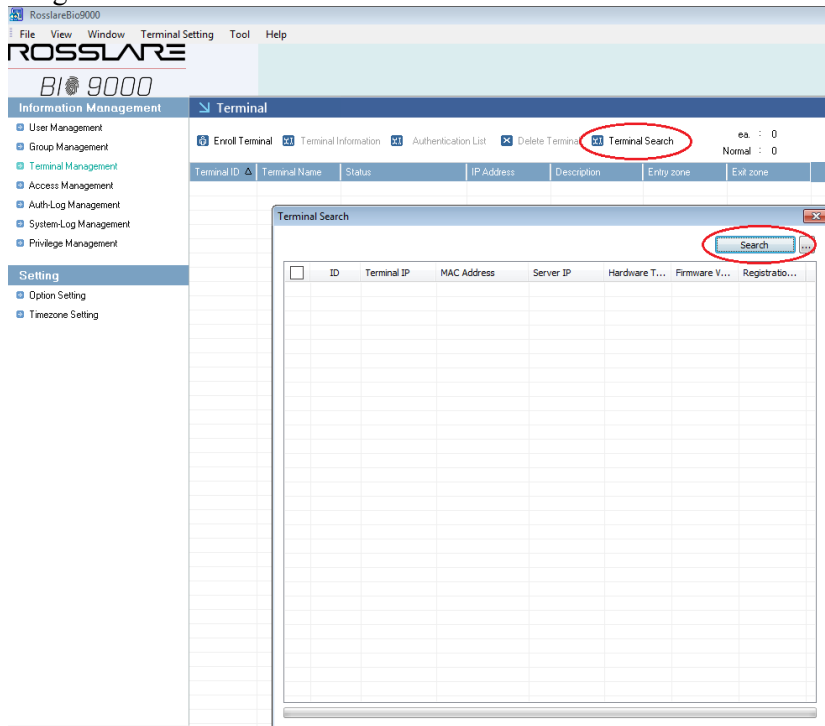 RosslareBio9000
File View Window Terminal Setting Tool Help
ROSSLARE
BIO 9000
Information Management
User Management
Group Management
Terminal Management
Access Management
Auth-Log Management
System-Log Management
Privilege Management
Setting
Option Setting
Timezone Setting
Terminal
Enroll Terminal Terminal Information Authentication List Delete Terminal Terminal Search
ea. : 0
Normal : 0
Terminal ID Terminal Name Status IP Address Description Entry zone Exit zone
Terminal Search
Search ...
ID Terminal IP MAC Address Server IP Hardware T... Firmware V... Registratio...